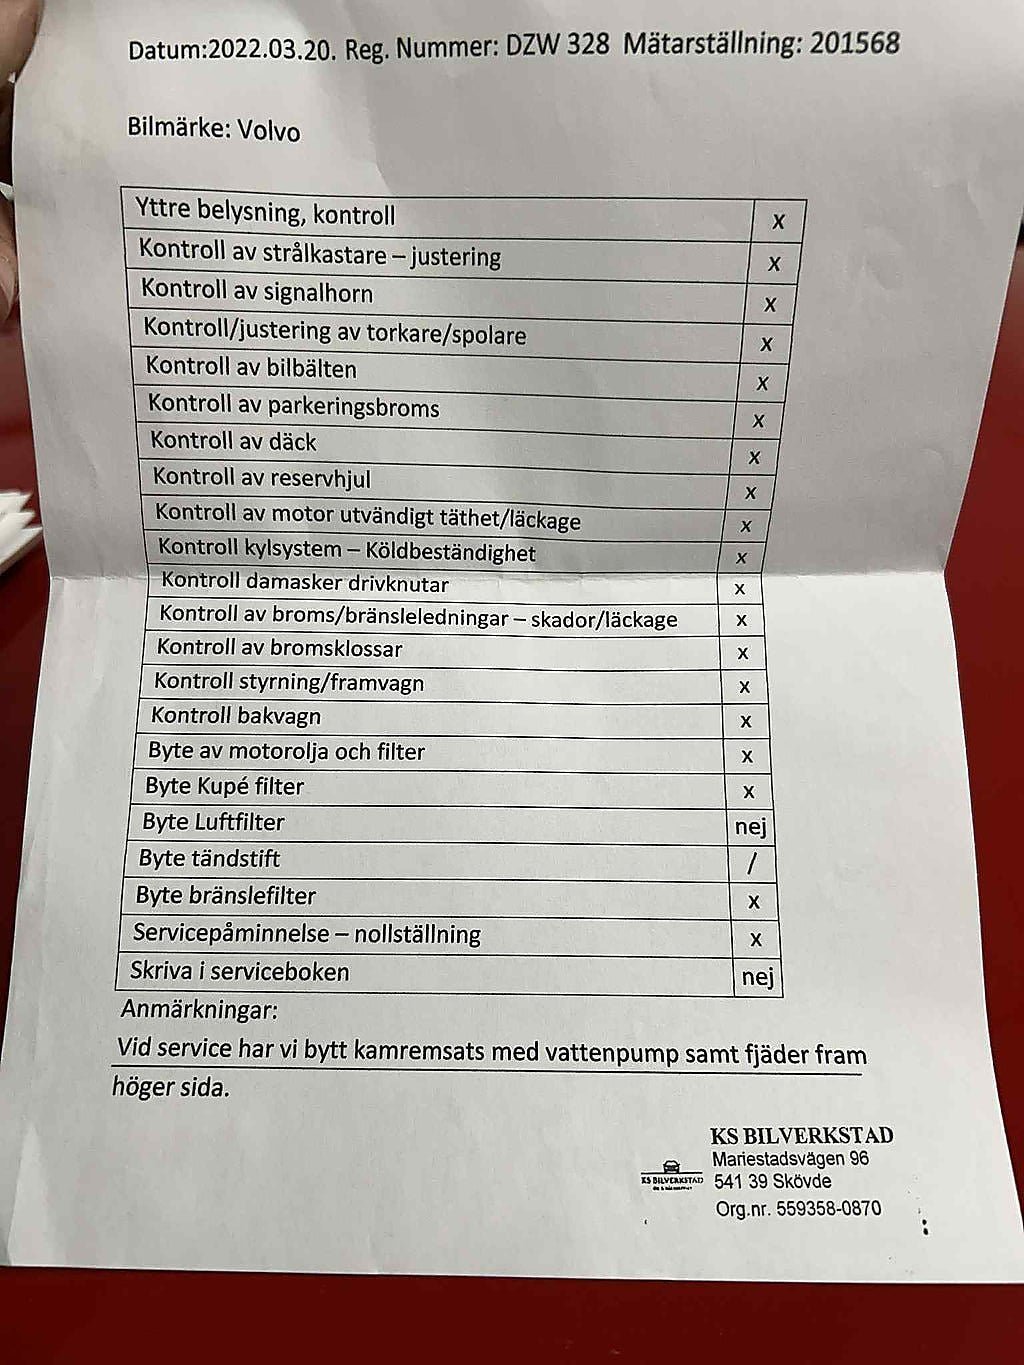 Datum:2022.03.20. Reg. Nummer: DZW 328 Mätarställning: 201568
Bilmärke: Volvo
Yttre belysning, kontroll x
Kontroll av strålkastare – justering x
Kontroll av signalhorn x
Kontroll/justering av torkare/spolare x
Kontroll av bilbälten x
Kontroll av parkeringsbroms x
Kontroll av däck x
Kontroll av reservhjul x
Kontroll av motor utvändigt täthet/läckage x
Kontroll kylsystem – Köldbeständighet x
Kontroll damasker drivknutar x
Kontroll av broms/bränsleledningar – skador/läckage x
Kontroll av bromsklossar x
Kontroll styrning/framvagn x
Kontroll bakvagn x
Byte av motorolja och filter x
Byte Kupé filter x
Byte Luftfilter nej
Byte tändstift /
Byte bränslefilter x
Servicepåminnelse – nollställning x
Skriva i serviceboken nej
Anmärkningar:
Vid service har vi bytt kamremsats med vattenpump samt fjäder fram
höger sida.
KS BILVERKSTAD
Mariestadsvägen 96
KS BILVERKSTAD
541 39 Skövde
Org.nr. 559358-0870